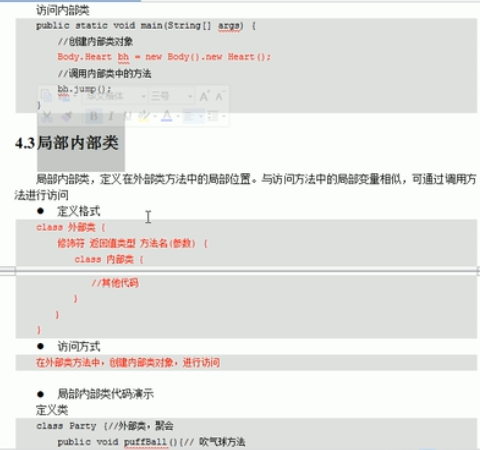 访问内部类
public static void main(String[] args) {
//创建内部类对象
Body.Heart bh = new Body().new Heart();
//调用内部类中的方法
bh.jump();
}
4.3 局部内部类
局部内部类，定义在外部类方法中的局部位置。与访问方法中的局部变量相似，可通过调用方
法进行访问
● 定义格式
class 外部类 {
修饰符 返回值类型 方法名(参数) {
class 内部类 {
//其他代码
}
}
}
● 访问方式
在外部类方法中，创建内部类对象，进行访问
● 局部内部类代码演示
定义类
class Party {//外部类，聚会
public void puffBall(){// 吹气球方法